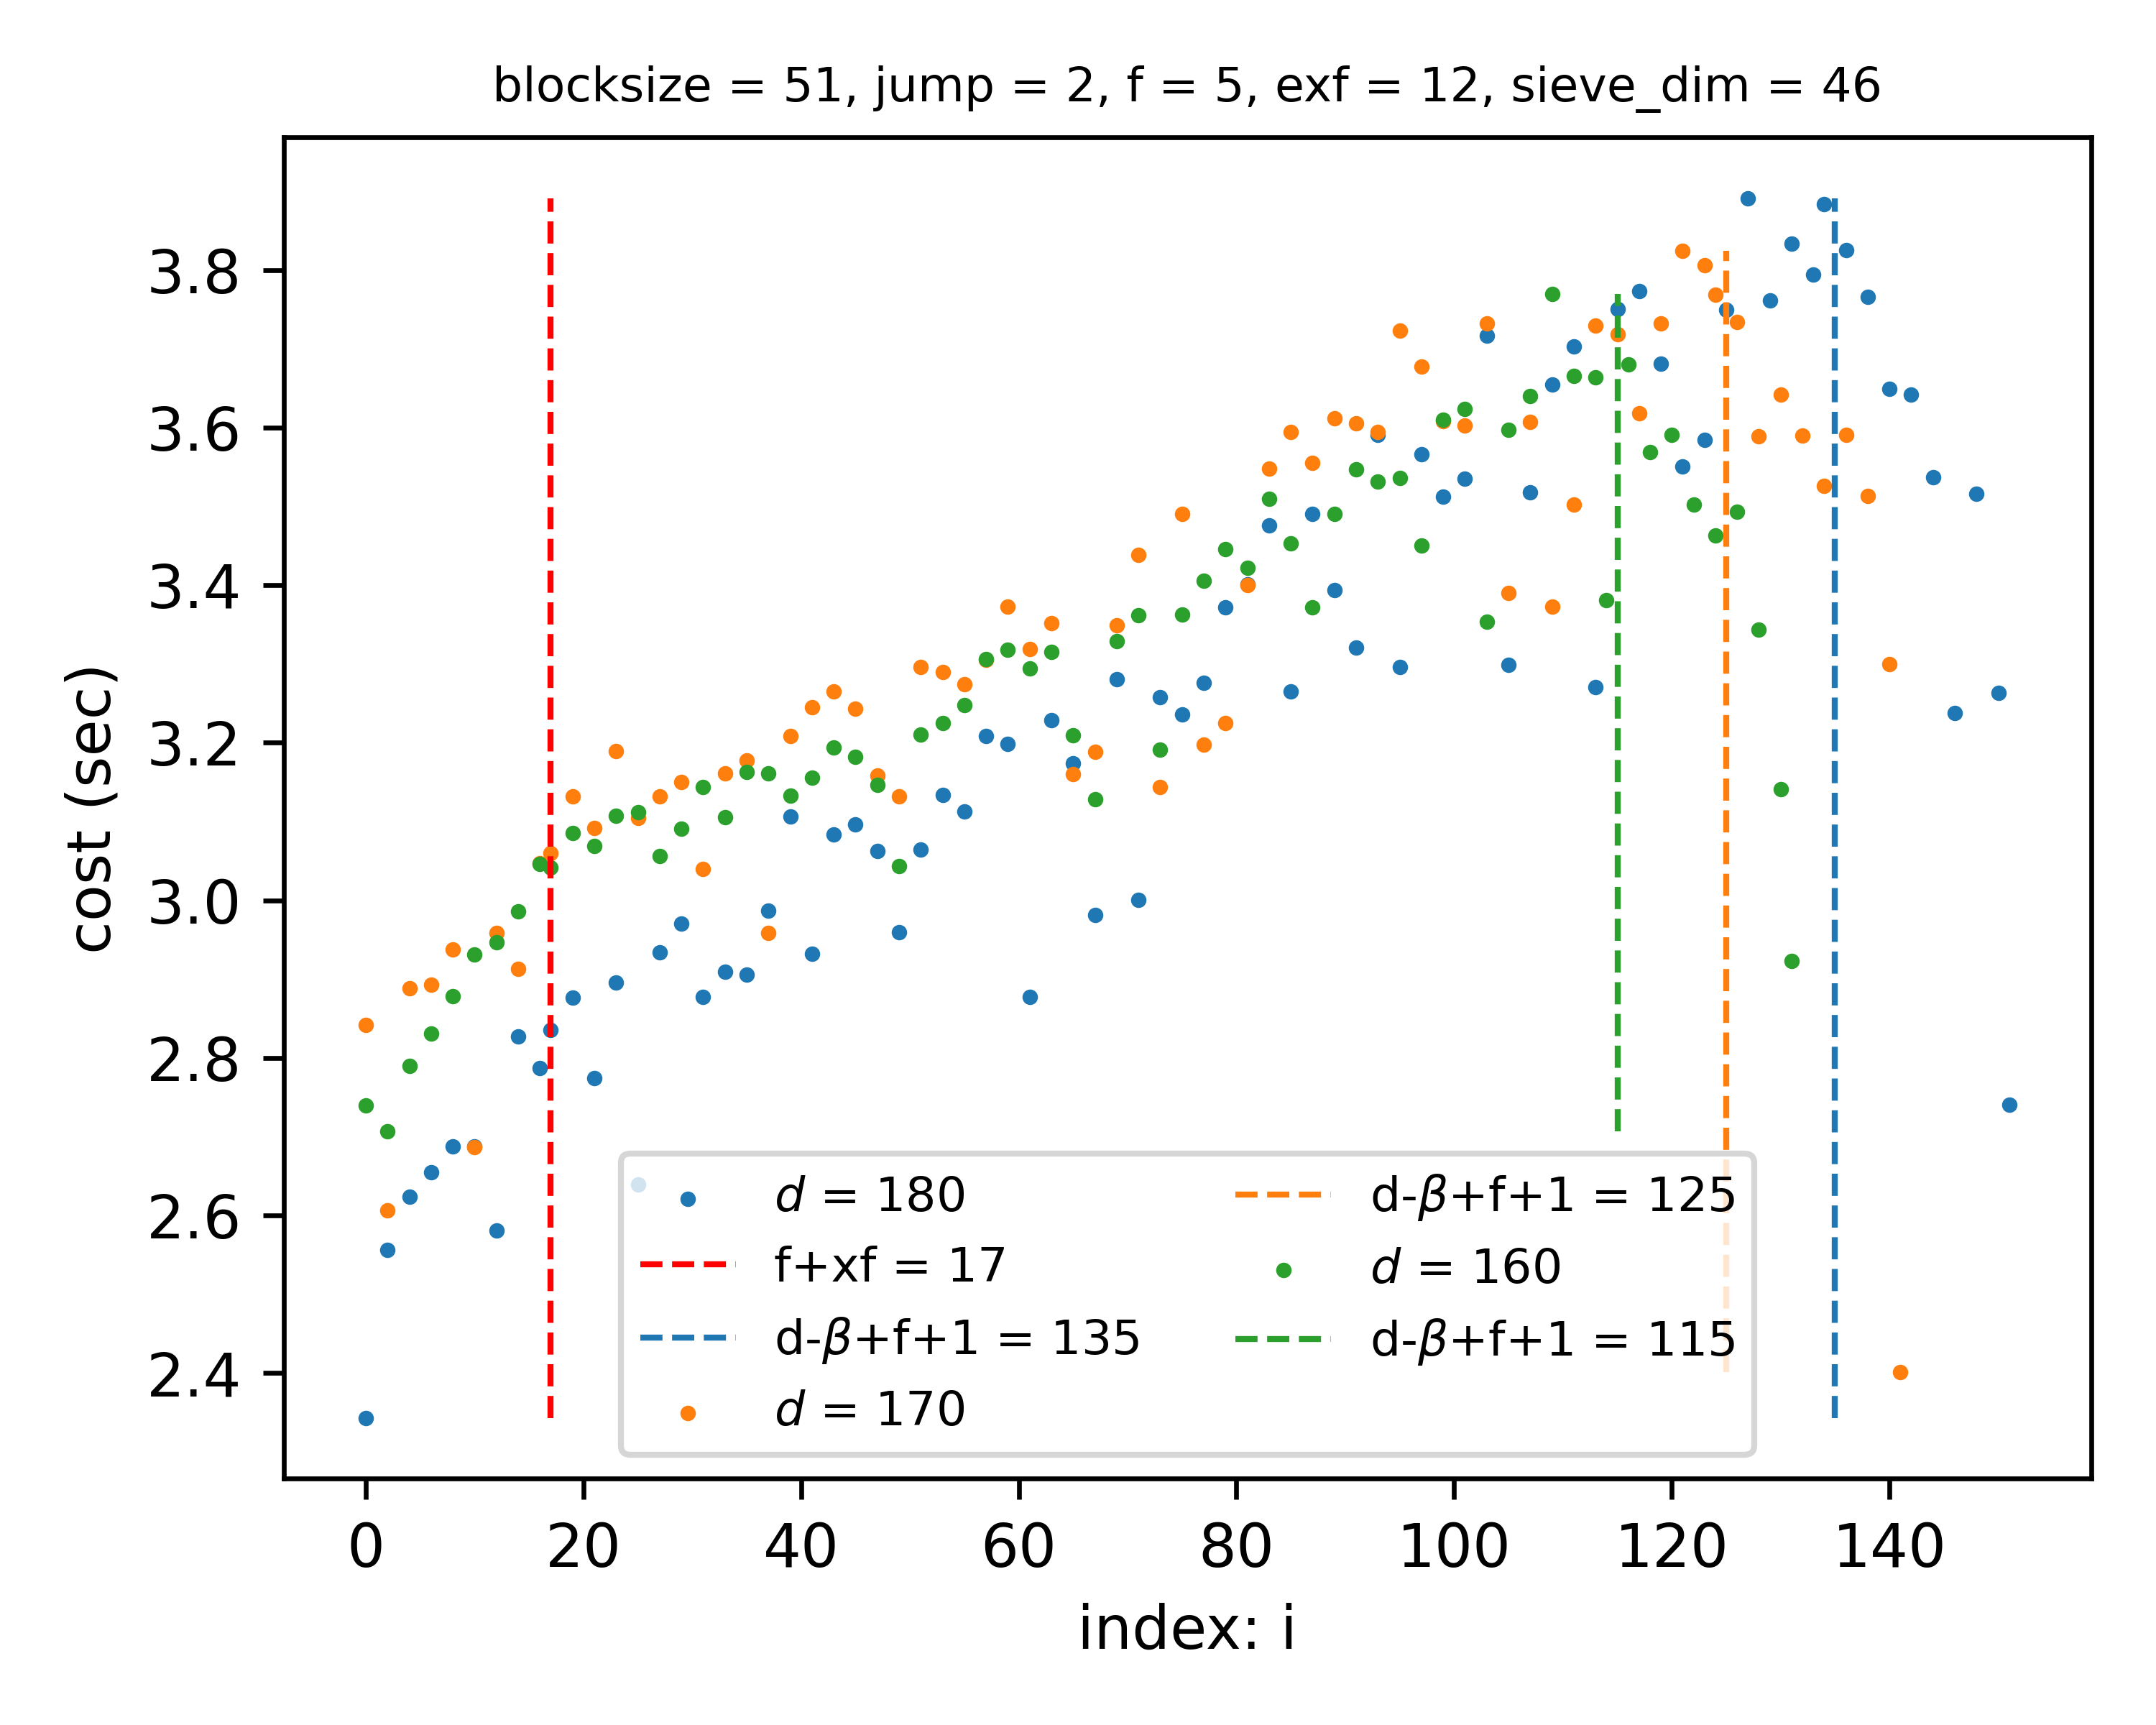 blocksize = 51, jump = 2, f = 5, exf = 12, sieve_dim = 46
cost (sec)
3.8
3.6
3.4
3.2
3.0
2.8
2.6
2.4
d = 180
f+xf = 17
d-β+f+1 = 135
d = 170
d-β+f+1 = 125
d = 160
d-β+f+1 = 115
0 20 40 60 80 100 120 140
index: i